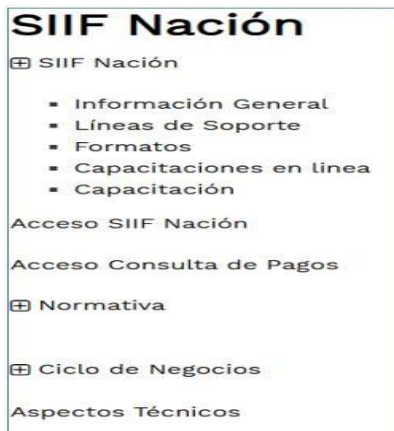 SIIF Nación
SIIF Nación
Información General
Líneas de Soporte
Formatos
Capacitaciones en linea
Capacitación
Acceso SIIF Nación
Acceso Consulta de Pagos
Normativa
Ciclo de Negocios
Aspectos Técnicos